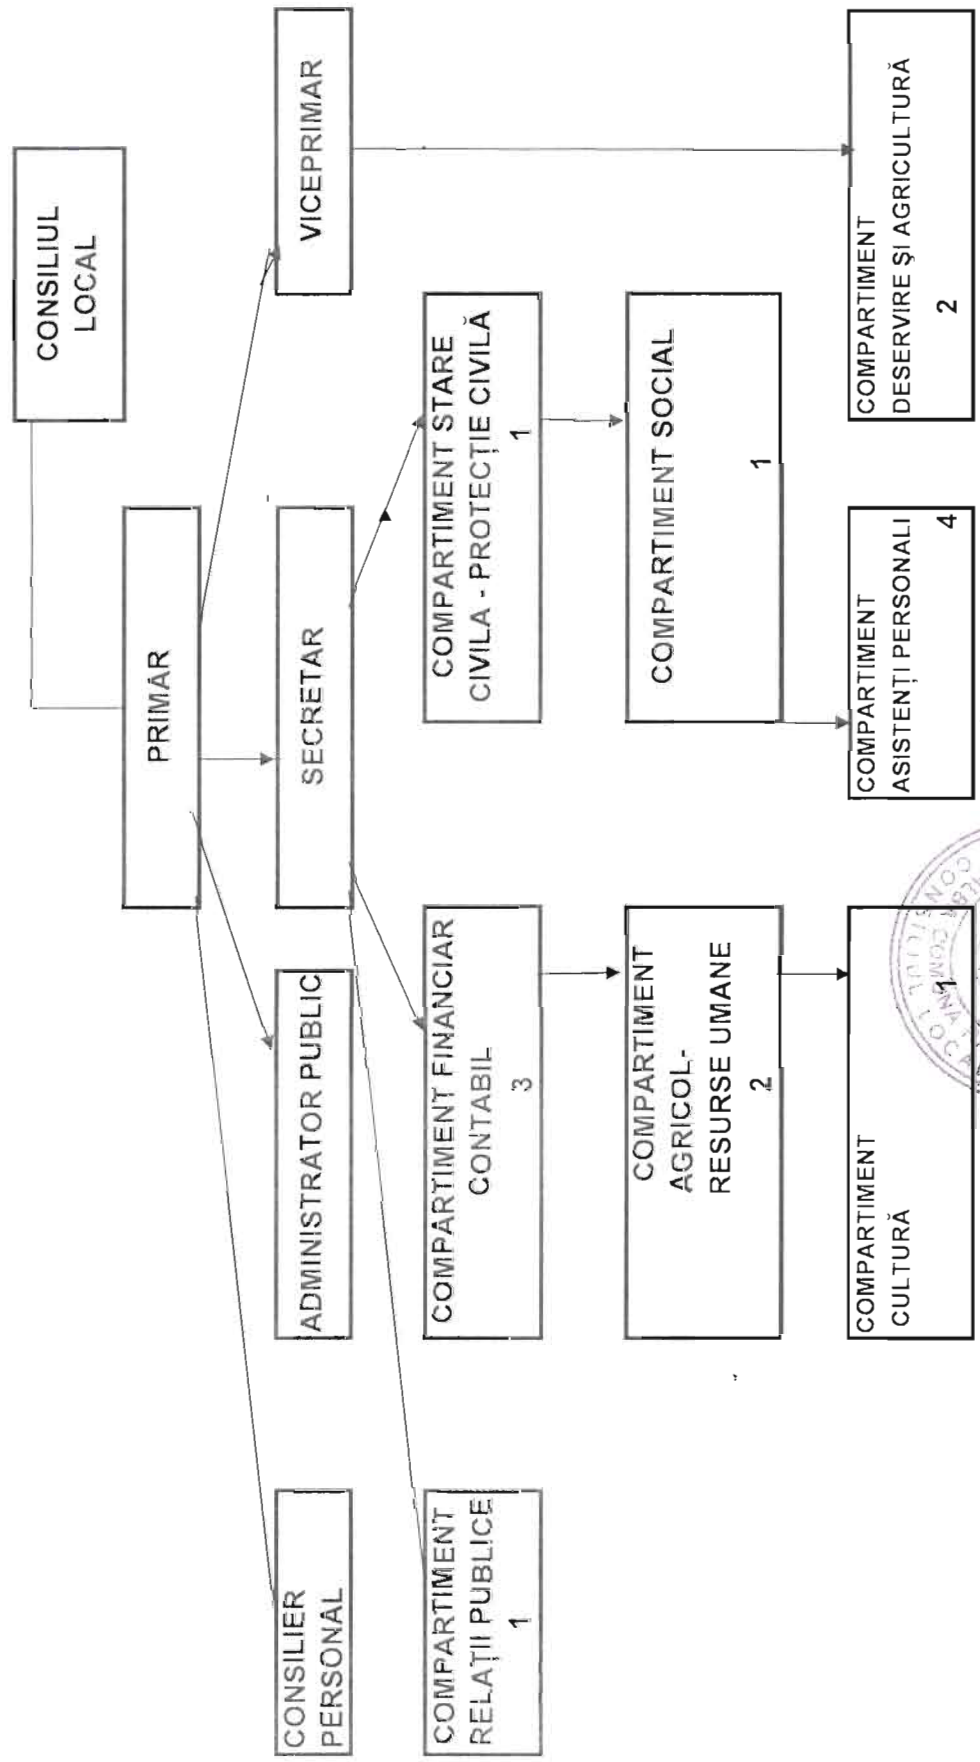 CONSILIUL
LOCAL
PRIMAR
CONSILIER
PERSONAL
ADMINISTRATOR PUBLIC
SECRETAR
VICEPRIMAR
COMPARTIMENT
RELAȚII PUBLICE
1
COMPARTIMENT FINANCIAR
CONTABIL
3
COMPARTIMENT STARE
CIVILA - PROTECȚIE CIVILĂ
1
COMPARTIMENT
AGRICOL-
RESURSE UMANE
2
COMPARTIMENT SOCIAL
1
COMPARTIMENT
CULTURĂ
1
COMPARTIMENT
ASISTENȚI PERSONALI
4
COMPARTIMENT
DESERVIRE ŞI AGRICULTURĂ
2